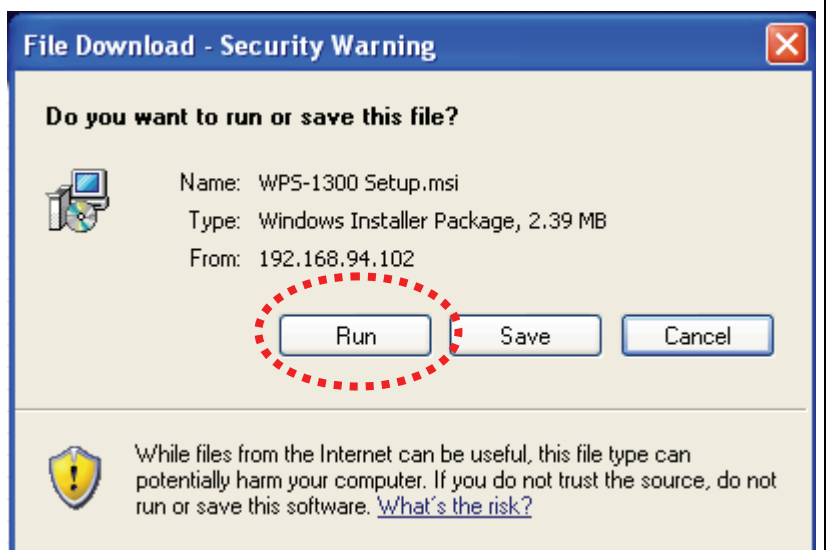 File Download - Security Warning
Do you want to run or save this file?
Name: WPS-1300 Setup.msi
Type: Windows Installer Package, 2.39 MB
From: 192.168.94.102
Run Save Cancel
While files from the Internet can be useful, this file type can
potentially harm your computer. If you do not trust the source, do not
run or save this software. What's the risk?